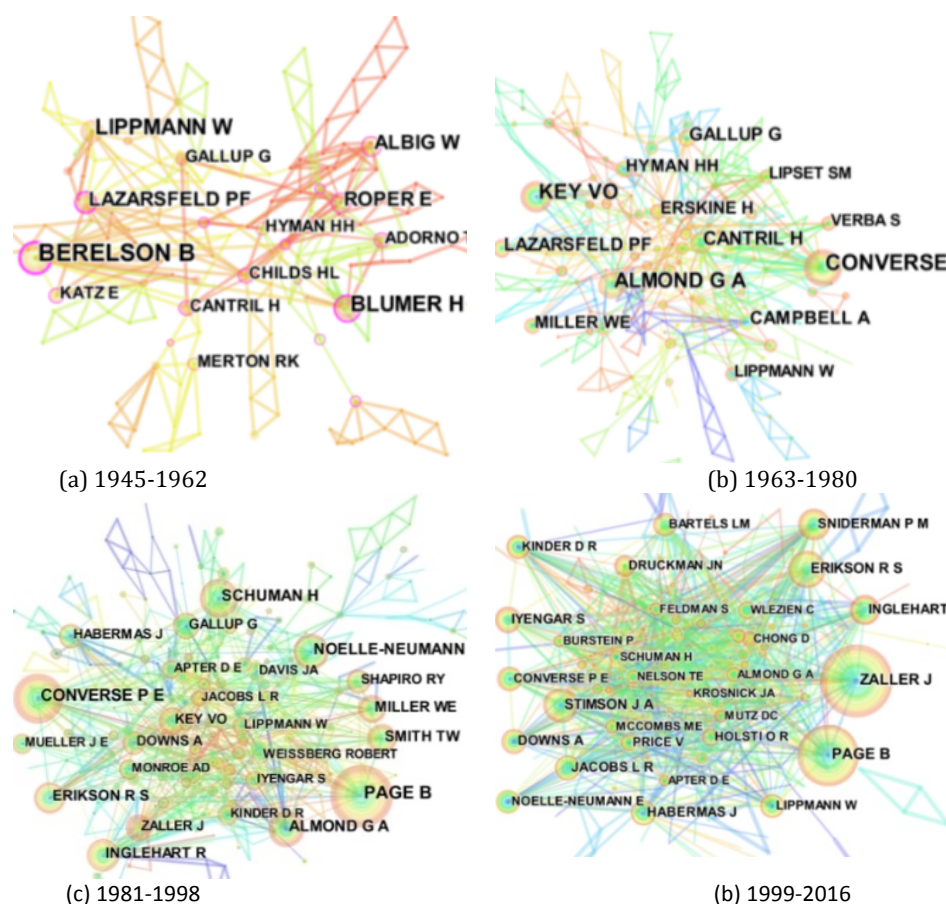 LIPPMANN W
GALLUP G
ALBIG W
LAZARSFELD PF
ROPER E
HYMAN HH
ADORNO T
BERELSON B
CHILDS HL
KATZ E
CANTRIL H
BLUMER H
MERTON RK
(a) 1945-1962
GALLUP G
HYMAN HH
LIPSET SM
KEY VO
ERSKINE H
VERBA S
LAZARSFELD PF
CANTRIL H
CONVERSE
ALMOND G A
MILLER WE
CAMPBELL A
LIPPMANN W
(b) 1963-1980
SCHUMAN H
HABERMAS J
GALLUP G
NOELLE-NEUMANN
APTER D E
DAVIS JA
SHAPIRO RY
CONVERSE P E
JACOBS L R
MILLER WE
KEY VO
LIPPMANN W
SMITH TW
MUELLER J E
DOWNS A
WEISSBERG ROBERT
MONROE AD
IYENGAR S
PAGE B
ERIKSON R S
KINDER D R
ZALLER J
ALMOND G A
INGLEHART R
(c) 1981-1998
BARTELS LM
SNIDERMAN P M
KINDER D R
DRUCKMAN JN
ERIKSON R S
FELDMAN S
WLEZIEN C
IYENGAR S
INGLEHART
BURSTEIN P
CHONG D
SCHUMAN H
CONVERSE P E
NELSON TE
ALMOND G A
ZALLER J
KROSNICK JA
STIMSON J A
MUTZ DC
MCCOMBS ME
HOLSTI O R
DOWNS A
PRICE V
PAGE B
JACOBS L R
APTER D E
NOELLE-NEUMANN E
HABERMAS J
LIPPMANN W
(b) 1999-2016